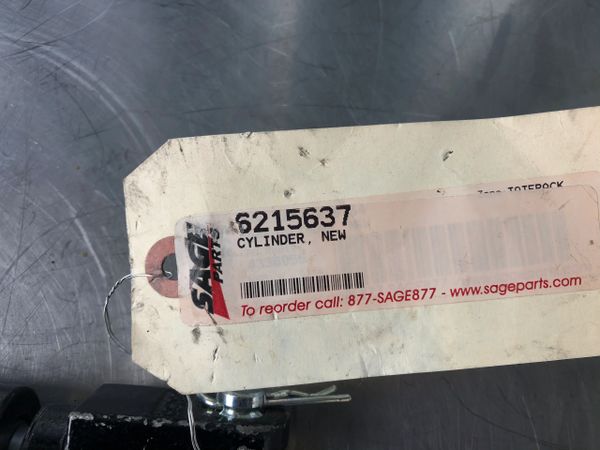 6215637
CYLINDER, NEW
SAGE
PARTS
To reorder call: 877-SAGE877 - www.sageparts.com